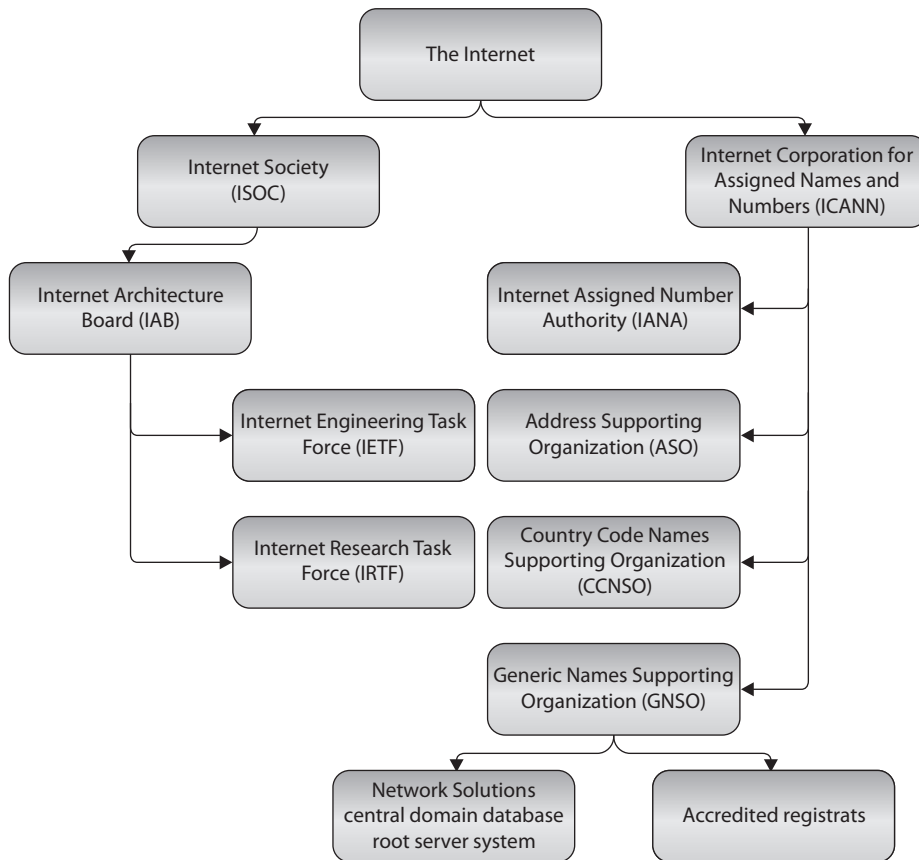 The Internet
Internet Society
(ISOC)
Internet Corporation for
Assigned Names and
Numbers (ICANN)
Internet Architecture
Board (IAB)
Internet Assigned Number
Authority (IANA)
Internet Engineering Task
Force (IETF)
Address Supporting
Organization (ASO)
Internet Research Task
Force (IRTF)
Country Code Names
Supporting Organization
(CCNSO)
Generic Names Supporting
Organization (GNSO)
Network Solutions
central domain database
root server system
Accredited registrats